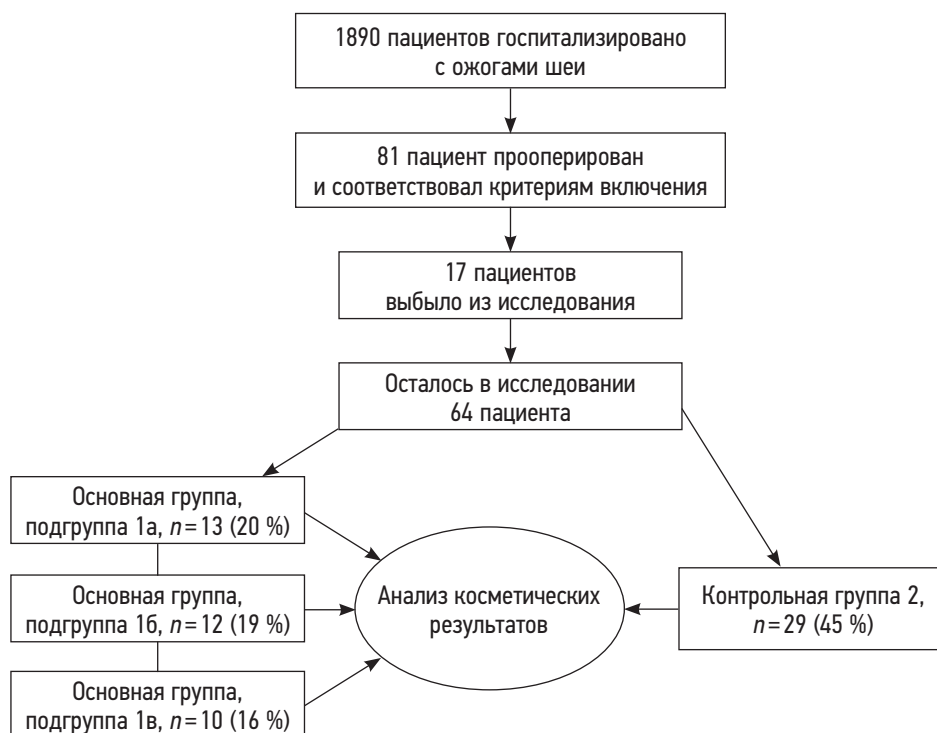 1890 пациентов госпитализировано
с ожогами шеи
81 пациент прооперирован
и соответствовал критериям включения
17 пациентов
выбыло из исследования
Осталось в исследовании
64 пациента
Основная группа,
подгруппа 1а, n=13 (20 %)
Основная группа,
подгруппа 1б, n=12 (19 %)
Основная группа,
подгруппа 1в, n=10 (16 %)
Анализ косметических
результатов
Контрольная группа 2,
n=29 (45 %)